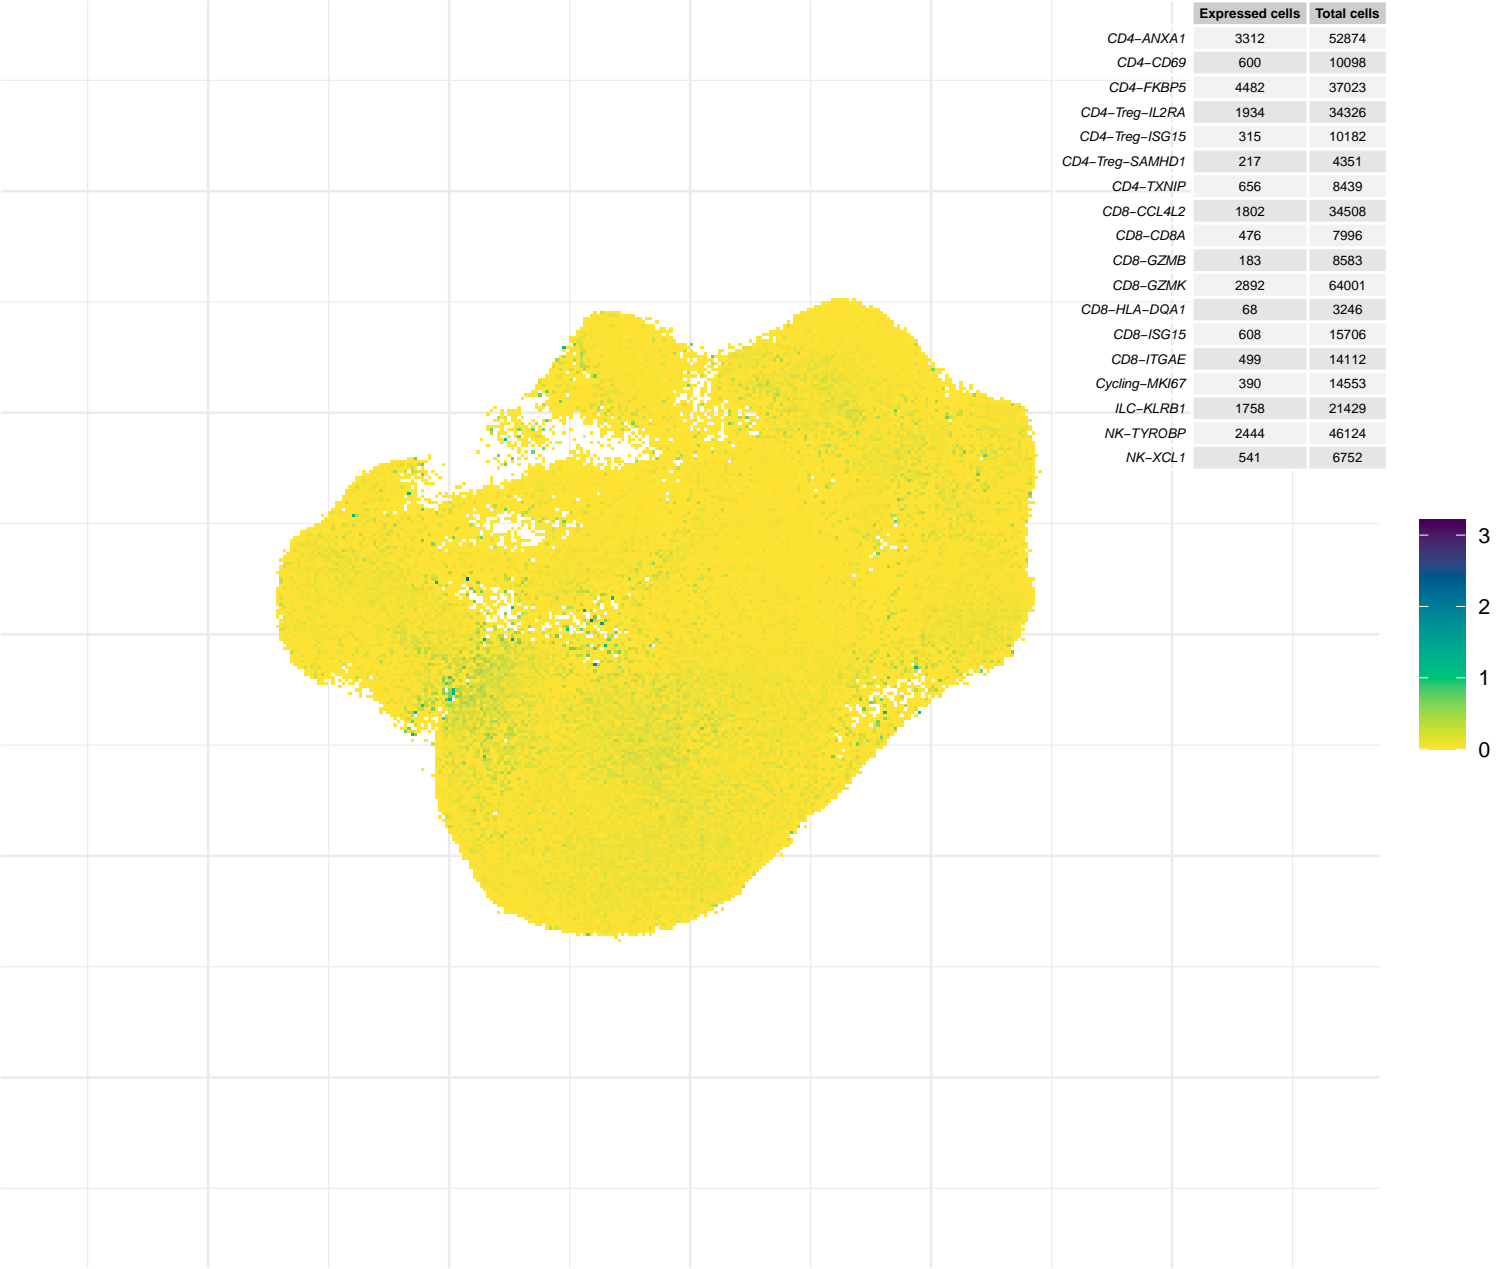 Expressed cells Total cells
CD4−ANXA1 3312 52874
CD4−CD69 600 10098
CD4−FKBP5 4482 37023
CD4−Treg−IL2RA 1934 34326
CD4−Treg−ISG15 315 10182
CD4−Treg−SAMHD1 217 4351
CD4−TXNIP 656 8439
CD8−CCL4L2 1802 34508
CD8−CD8A 476 7996
CD8−GZMB 183 8583
CD8−GZMK 2892 64001
CD8−HLA−DQA1 68 3246
CD8−ISG15 608 15706
CD8−ITGAE 499 14112
Cycling−MKI67 390 14553
ILC−KLRB1 1758 21429
NK−TYROBP 2444 46124
NK−XCL1 541 6752
3
2
1
0